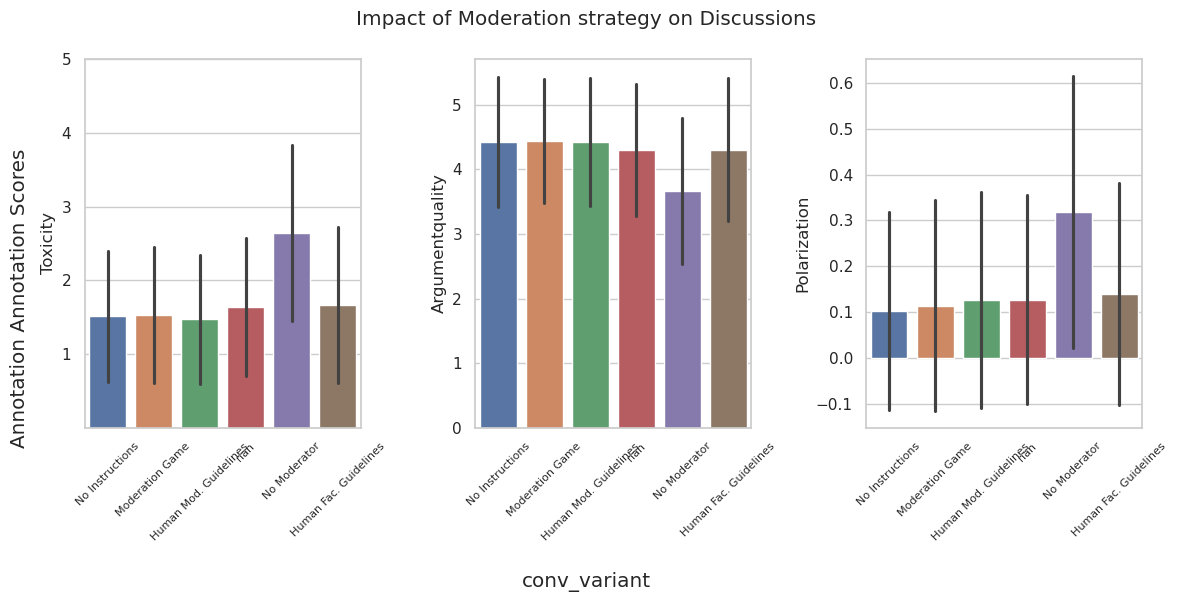 Impact of Moderation strategy on Discussions
Annotation Annotation Scores
Toxicity
5
4
3
2
1
No Instructions
Moderation Game
Human Mod. Guidelines
nan
No Moderator
Human Fac. Guidelines
Argumentquality
5
4
3
2
1
0
No Instructions
Moderation Game
Human Mod. Guidelines
nan
No Moderator
Human Fac. Guidelines
Polarization
0.6
0.5
0.4
0.3
0.2
0.1
0.0
−0.1
No Instructions
Moderation Game
Human Mod. Guidelines
nan
No Moderator
Human Fac. Guidelines
conv_variant